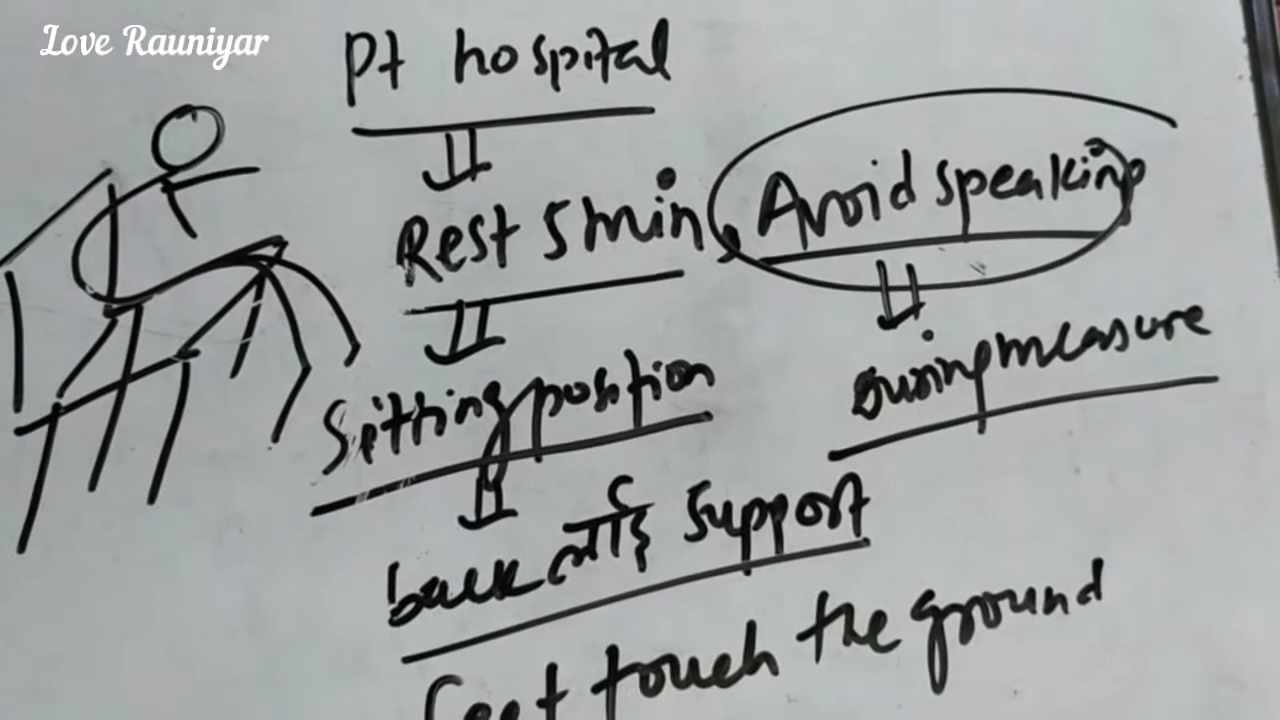 Love Rauniyar
Pt hospital
Rest 5 min, Avoid speaking
Sitting position
During measure
back लाई support
feet touch the ground